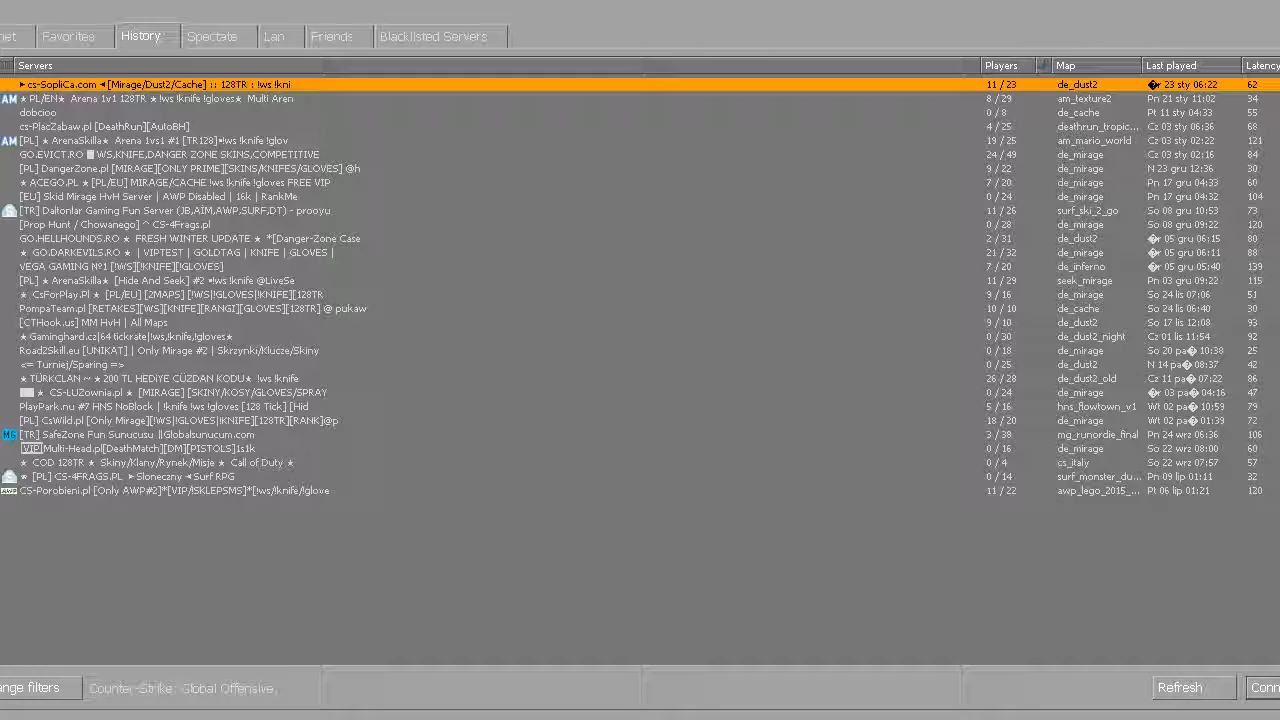 Favorites History Spectate Lan Friends Blacklisted Servers
Servers Players Map Last played Latency
►cs-SopliCa.com ◄[Mirage/Dust2/Cache] :: 128TR : !ws !kni 11 / 23 de_dust2 �r 23 sty 06:22 62
AM ★ PL/EN★ Arena 1v1 128TR ★!ws !knife !gloves★ Multi Aren 8 / 29 am_texture2 Pn 21 sty 11:02 34
dobcioo 0 / 8 de_cache Pt 11 sty 04:33 55
cs-PlacZabaw.pl [DeathRun][AutoBH] 4 / 25 deathrun_tropic... Cz 03 sty 06:36 68
AM [PL] ★ArenaSkilla★ Arena 1vs1 #1 [TR128]•!ws !knife !glov 19 / 25 am_mario_world Cz 03 sty 02:22 121
GO.EVICT.RO █ WS,KNIFE,DANGER ZONE SKINS,COMPETITIVE 24 / 49 de_mirage Cz 03 sty 02:16 84
[PL] DangerZone.pl [MIRAGE][ONLY PRIME][SKINS/KNIFES/GLOVES] @h 9 / 22 de_mirage N 23 gru 12:36 30
★ ACEGO.PL ★ [PL/EU] MIRAGE/CACHE !ws !knife !gloves FREE VIP 7 / 20 de_mirage Pn 17 gru 04:33 60
[EU] Skid Mirage HvH Server | AWP Disabled | 16k | RankMe 0 / 24 de_mirage Pn 17 gru 04:32 104
[TR] Daltonlar Gaming Fun Server (JB,AIM,AWP,SURF,DT) - prooyu 11 / 26 surf_ski_2_go So 08 gru 10:53 73
[Prop Hunt / Chowanego] ^ CS-4Frags.pl 0 / 28 de_mirage So 08 gru 09:22 120
GO.HELLHOUNDS.RO ★ FRESH WINTER UPDATE ★ *[Danger-Zone Case 2 / 31 de_dust2 �r 05 gru 06:15 80
★ GO.DARKEVILS.RO ★ | VIPTEST | GOLDTAG | KNIFE | GLOVES | 21 / 32 de_mirage �r 05 gru 06:11 88
VEGA GAMING №1 [!WS][!KNIFE][!GLOVES] 7 / 20 de_inferno �r 05 gru 05:40 139
[PL] ★ArenaSkilla★ [Hide And Seek] #2 •!ws !knife @LiveSe 11 / 29 seek_mirage Pn 03 gru 09:22 115
★ CsForPlay.Pl ★ [PL/EU] [2MAPS] [!WS|!GLOVES|!KNIFE][128TR 9 / 16 de_mirage So 24 lis 07:06 51
PompaTeam.pl [RETAKES][WS][KNIFE][RANGI][GLOVES][128TR] @ pukaw 10 / 10 de_cache So 24 lis 06:40 30
[CTHook.us] MM HvH | All Maps 9 / 10 de_dust2 So 17 lis 12:08 93
★Gaminghard.cz|64 tickrate|!ws,!knife,!gloves★ 0 / 30 de_dust2_night Cz 01 lis 11:54 92
Road2Skill.eu [UNIKAT] | Only Mirage #2 | Skrzynki/Klucze/Skiny 0 / 18 de_mirage So 20 pa� 10:38 25
<= Turniej/Sparing => 0 / 25 de_dust2 N 14 pa� 08:37 42
★TÜRKCLAN ~ ★200 TL HEDİYE CÜZDAN KODU★ !ws !knife 26 / 28 de_dust2_old Cz 11 pa� 07:22 86
██ ★ CS-LUZownia.pl ★ [MIRAGE] [SKINY/KOSY/GLOVES/SPRAY 0 / 24 de_mirage �r 03 pa� 04:16 47
PlayPark.nu #7 HNS NoBlock | !knife !ws !gloves [128 Tick] [Hid 5 / 16 hns_flowtown_v1 Wt 02 pa� 10:59 79
[PL] CsWild.pl [Only Mirage][!WS|!GLOVES|!KNIFE][128TR][RANK]@p 18 / 20 de_mirage Wt 02 pa� 01:39 72
MG [TR] SafeZone Fun Sunucusu ||Globalsunucum.com 3 / 38 mg_runordie_final Pn 24 wrz 06:36 106
[VIP]Multi-Head.pl[DeathMatch][DM][PISTOLS]1s1k 0 / 16 de_mirage So 22 wrz 08:00 60
★ COD 128TR ★ Skiny/Klany/Rynek/Misje ★ Call of Duty ★ 0 / 4 cs_italy So 22 wrz 07:57 57
[PL] CS-4FRAGS.PL ►Sloneczny ◄Surf RPG 0 / 14 surf_monster_du... Pn 09 lip 01:11 32
CS-Porobieni.pl [Only AWP#2]*[VIP/ISKLEPSMS]*[!ws/!knife/!glove 11 / 22 awp_lego_2015_... Pt 06 lip 01:21 120
nge filters Counter-Strike: Global Offensive, Refresh Conn